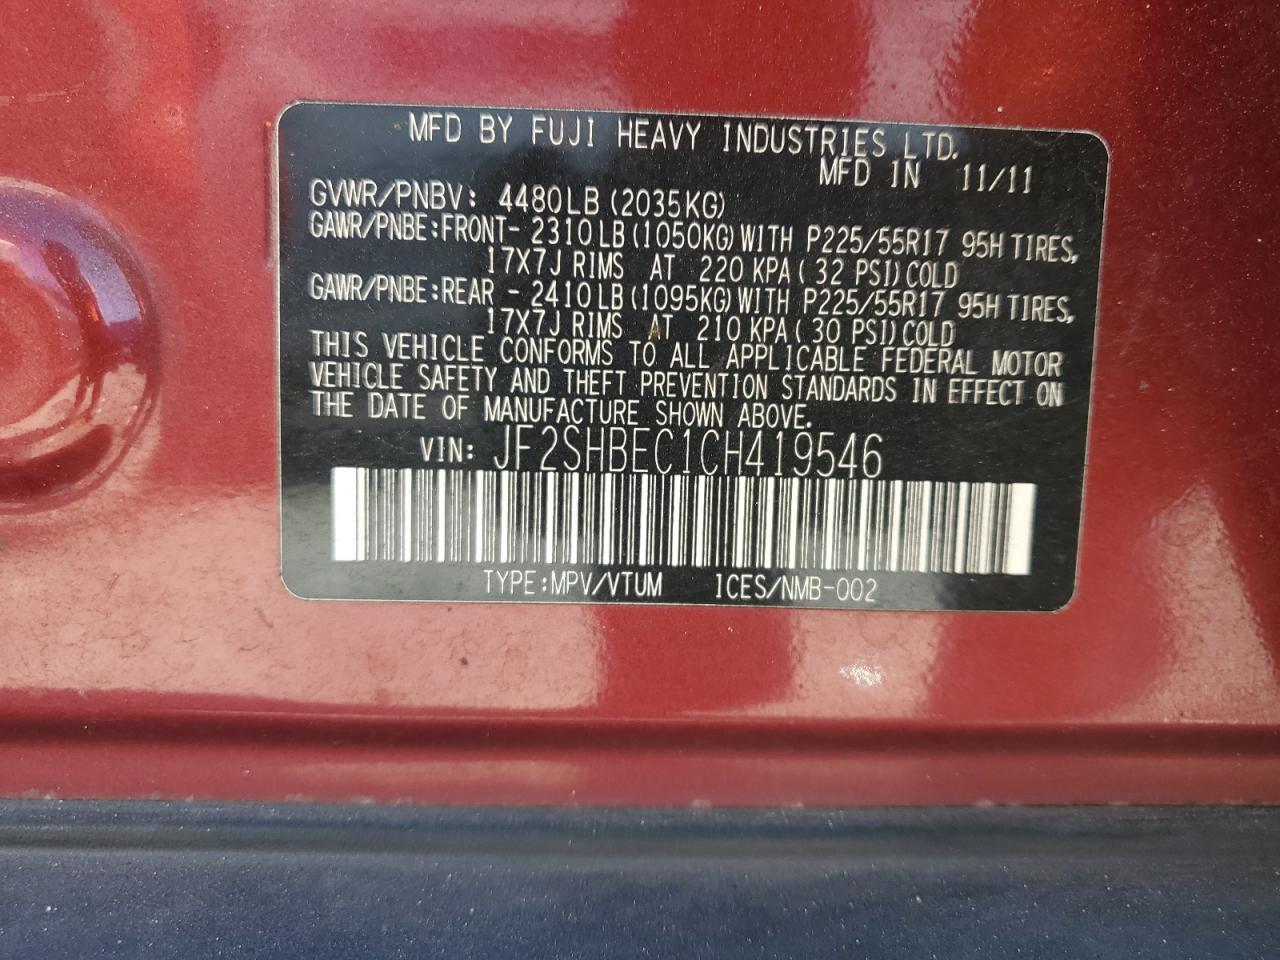 MFD BY FUJI HEAVY INDUSTRIES LTD.
MFD IN 11/11
GVWR/PNBV: 4480LB (2035KG)
GAWR/PNBE:FRONT- 2310LB(1050KG)WITH P225/55R17 95H TIRES,
17X7J RIMS AT 220 KPA( 32 PSI)COLD
GAWR/PNBE:REAR - 2410LB(1095KG)WITH P225/55R17 95H TIRES,
17X7J RIMS AT 210 KPA( 30 PSI)COLD
THIS VEHICLE CONFORMS TO ALL APPLICABLE FEDERAL MOTOR
VEHICLE SAFETY AND THEFT PREVENTION STANDARDS IN EFFECT ON
THE DATE OF MANUFACTURE SHOWN ABOVE.
VIN: JF2SHBEC1CH419546
TYPE:MPV/VTUM ICES/NMB-002